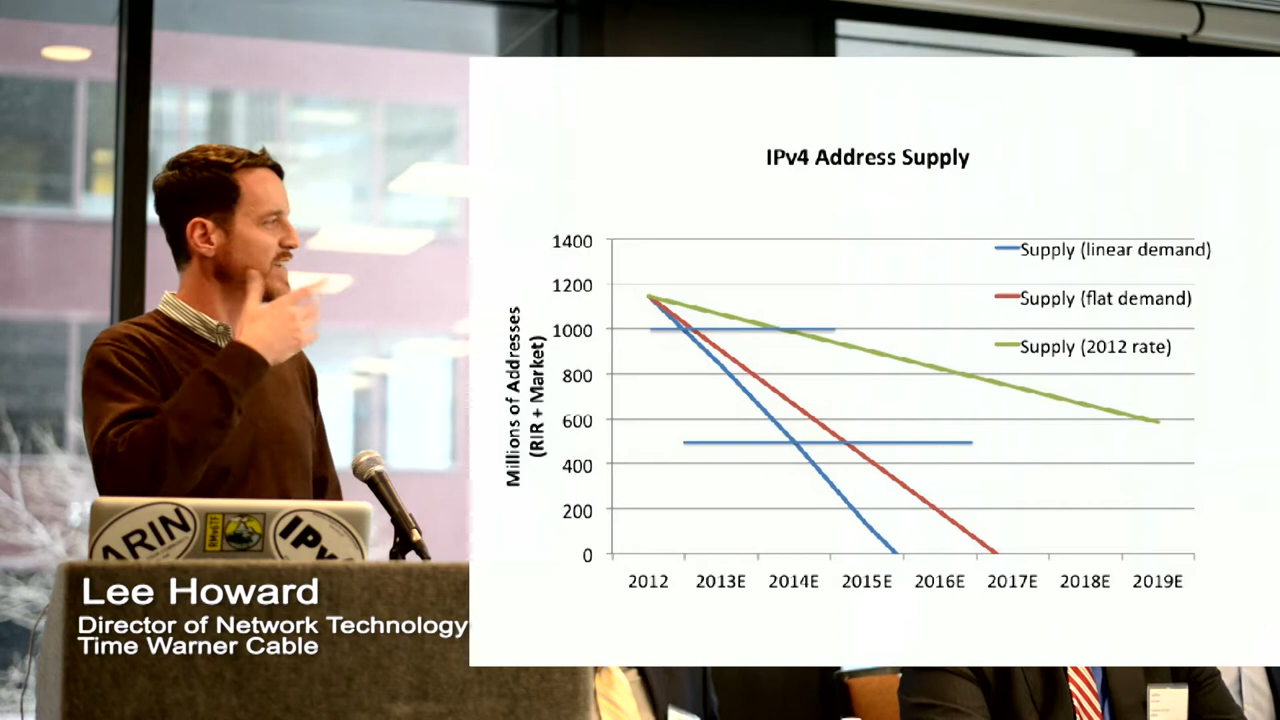 IPv4 Address Supply
Millions of Addresses
(RIR + Market)
1400
1200
1000
800
600
400
200
0
2012
2013E
2014E
2015E
2016E
2017E
2018E
2019E
Supply (linear demand)
Supply (flat demand)
Supply (2012 rate)
ARIN
RMv6TF
IPv
Lee Howard
Director of Network Technology
Time Warner Cable